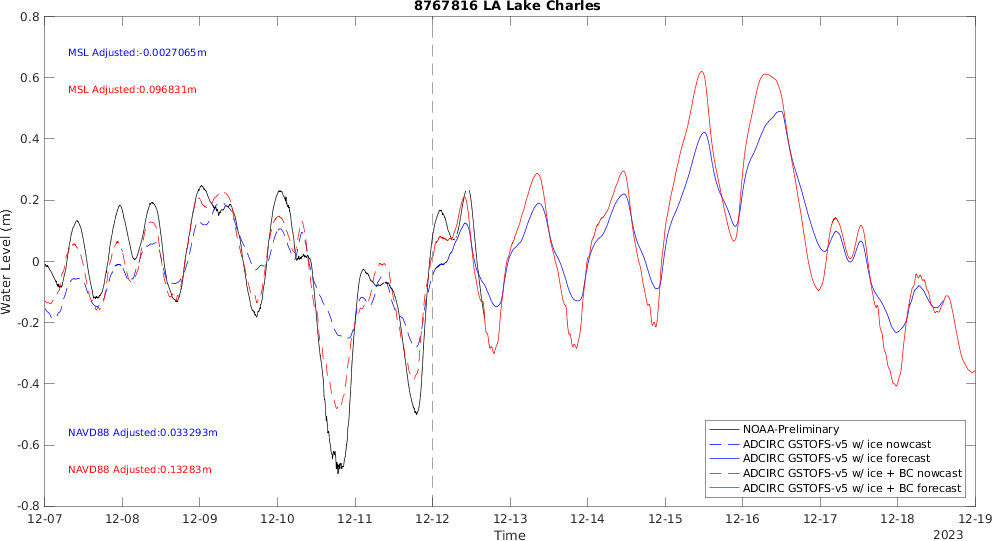 8767816 LA Lake Charles
Water Level (m)
0.8
0.6
0.4
0.2
0
-0.2
-0.4
-0.6
-0.8
MSL Adjusted:-0.0027065m
MSL Adjusted:0.096831m
NAVD88 Adjusted:0.033293m
NAVD88 Adjusted:0.13283m
NOAA-Preliminary
ADCIRC GSTOFS-v5 w/ ice nowcast
ADCIRC GSTOFS-v5 w/ ice forecast
ADCIRC GSTOFS-v5 w/ ice + BC nowcast
ADCIRC GSTOFS-v5 w/ ice + BC forecast
12-07 12-08 12-09 12-10 12-11 12-12 12-13 12-14 12-15 12-16 12-17 12-18 12-19
Time
2023